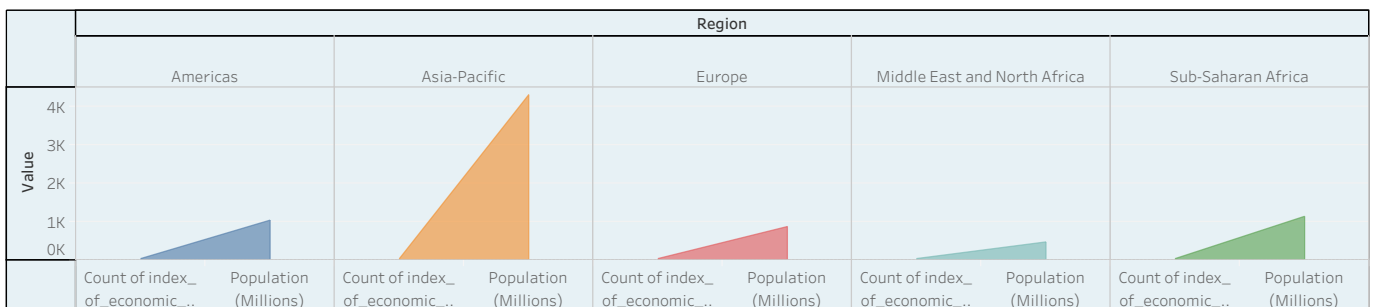 Region
Americas Asia-Pacific Europe Middle East and North Africa Sub-Saharan Africa
Value
4K
3K
2K
1K
0K
Count of index_ Population Count of index_ Population Count of index_ Population Count of index_ Population Count of index_ Population
of_economic_.. (Millions) of_economic_.. (Millions) of_economic_.. (Millions) of_economic_.. (Millions) of_economic_.. (Millions)